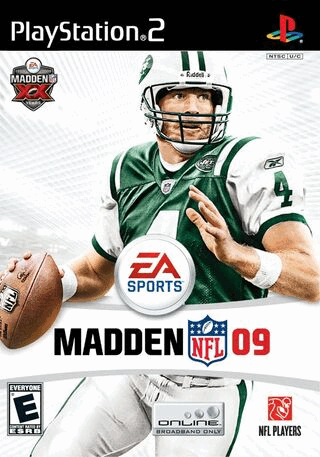 PlayStation®2
NTSC U/C
EA
MADDEN
NFL
XX
YEARS
Riddell
4
NFL
EA
SPORTS
MADDEN NFL 09
EVERYONE
E
CONTENT RATED BY
ESRB
ONLINE
BROADBAND ONLY
NFL PLAYERS